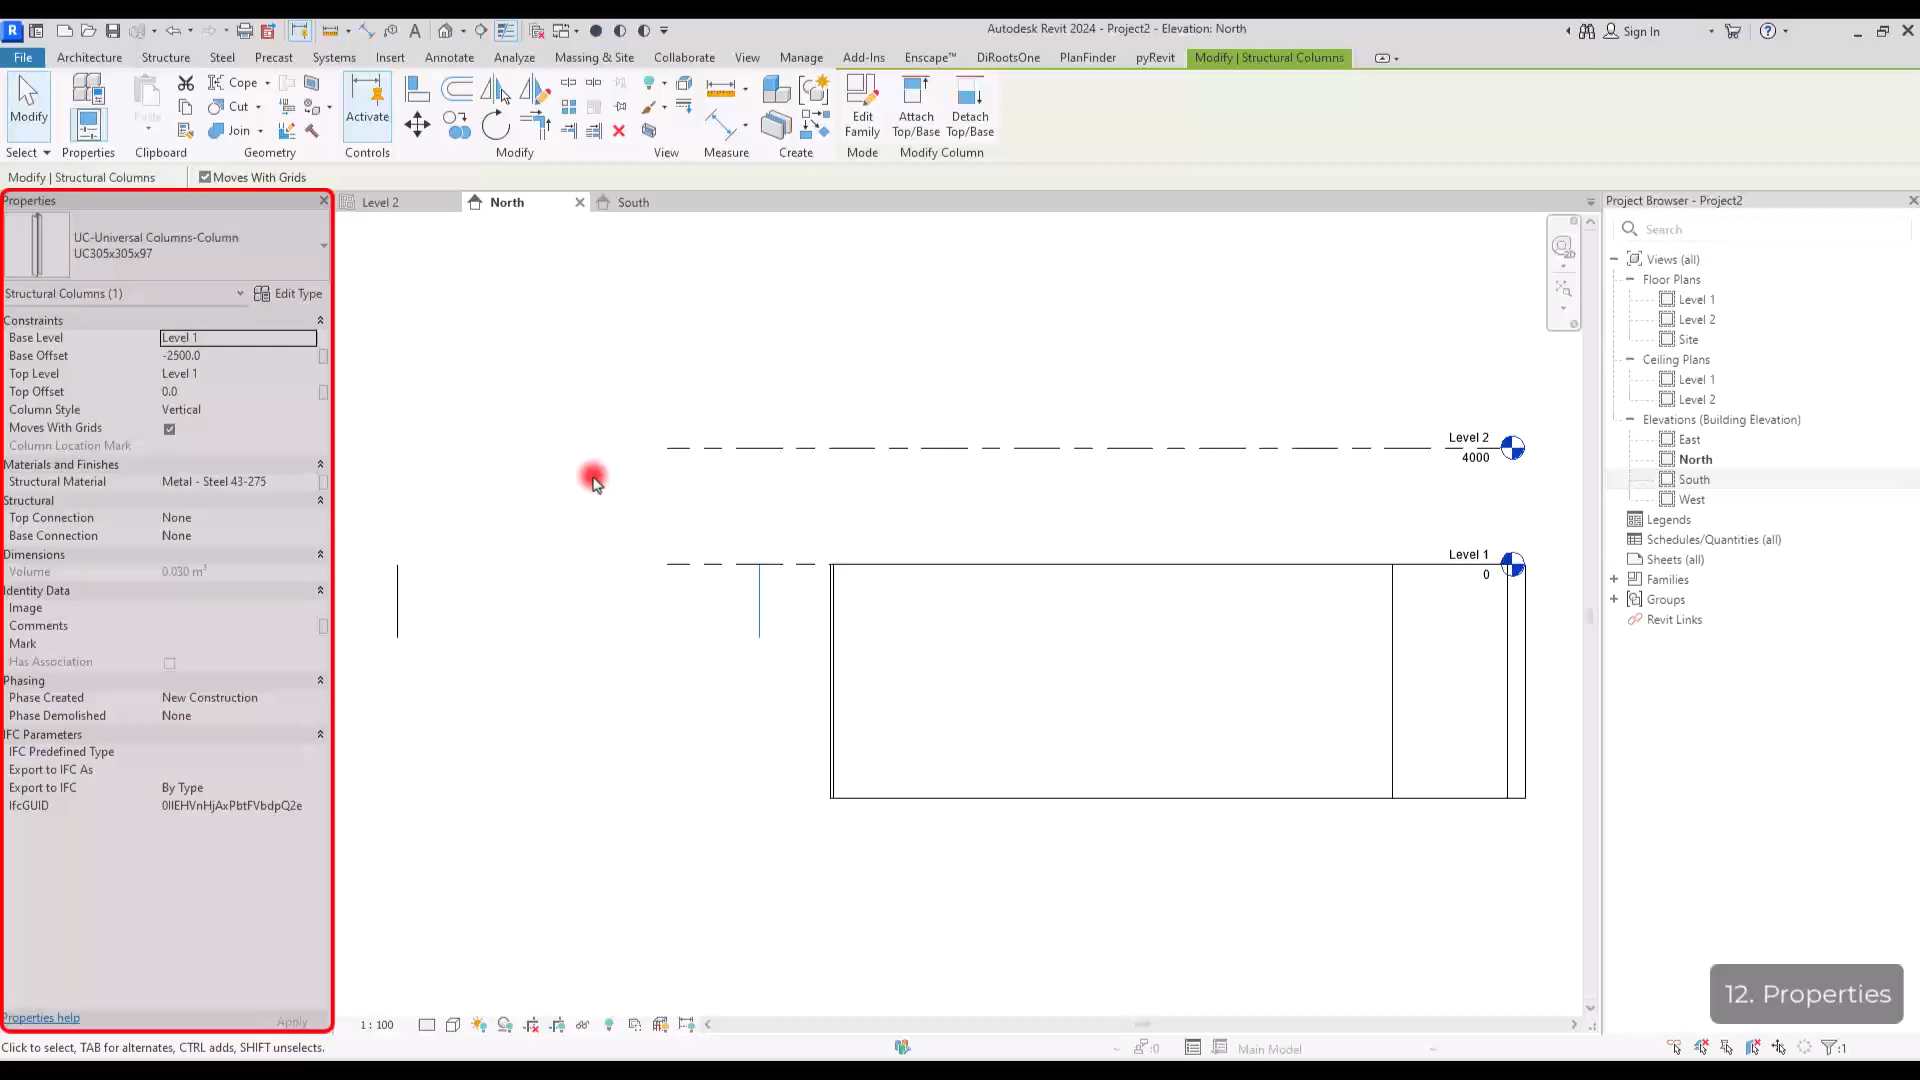 Autodesk Revit 2024 - Project2 - Elevation: North
Sign In
File Architecture Structure Steel Precast Systems Insert Annotate Analyze Massing & Site Collaborate View Manage Add-Ins Enscape™ DiRootsOne PlanFinder pyRevit Modify | Structural Columns
Modify
Paste
Cope
Cut
Join
Activate
Edit Family
Attach Top/Base
Detach Top/Base
Select Properties Clipboard Geometry Controls Modify View Measure Create Mode Modify Column
Modify | Structural Columns Moves With Grids
Properties
UC-Universal Columns-Column
UC305x305x97
Structural Columns (1) Edit Type
Constraints
Base Level Level 1
Base Offset -2500.0
Top Level Level 1
Top Offset 0.0
Column Style Vertical
Moves With Grids
Column Location Mark
Materials and Finishes
Structural Material Metal - Steel 43-275
Structural
Top Connection None
Base Connection None
Dimensions
Volume 0.030 m³
Identity Data
Image
Comments
Mark
Has Association
Phasing
Phase Created New Construction
Phase Demolished None
IFC Parameters
IFC Predefined Type
Export to IFC As
Export to IFC By Type
Properties help Apply
Level 2 North South
Level 2
4000
Level 1
0
1 : 100
Project Browser - Project2
Search
Views (all)
Floor Plans
Level 1
Level 2
Site
Ceiling Plans
Level 1
Level 2
Elevations (Building Elevation)
East
North
South
West
Legends
Schedules/Quantities (all)
Sheets (all)
Families
Groups
Revit Links
12. Properties
Click to select, TAB for alternates, CTRL adds, SHIFT unselects.
:0
Main Model
:1